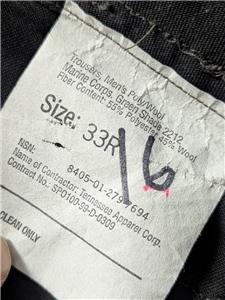 Trousers, Men's Poly/Wool
Marine Corps, Green Shade 2212
Fiber Content: 55% Polyester 45% Wool
Size: 33R
16
NSN: 8405-01-279-7694
Name of Contractor: Tennessee Apparel Corp.
Contract No.: SPO100-99-D-0309
CLEAN ONLY